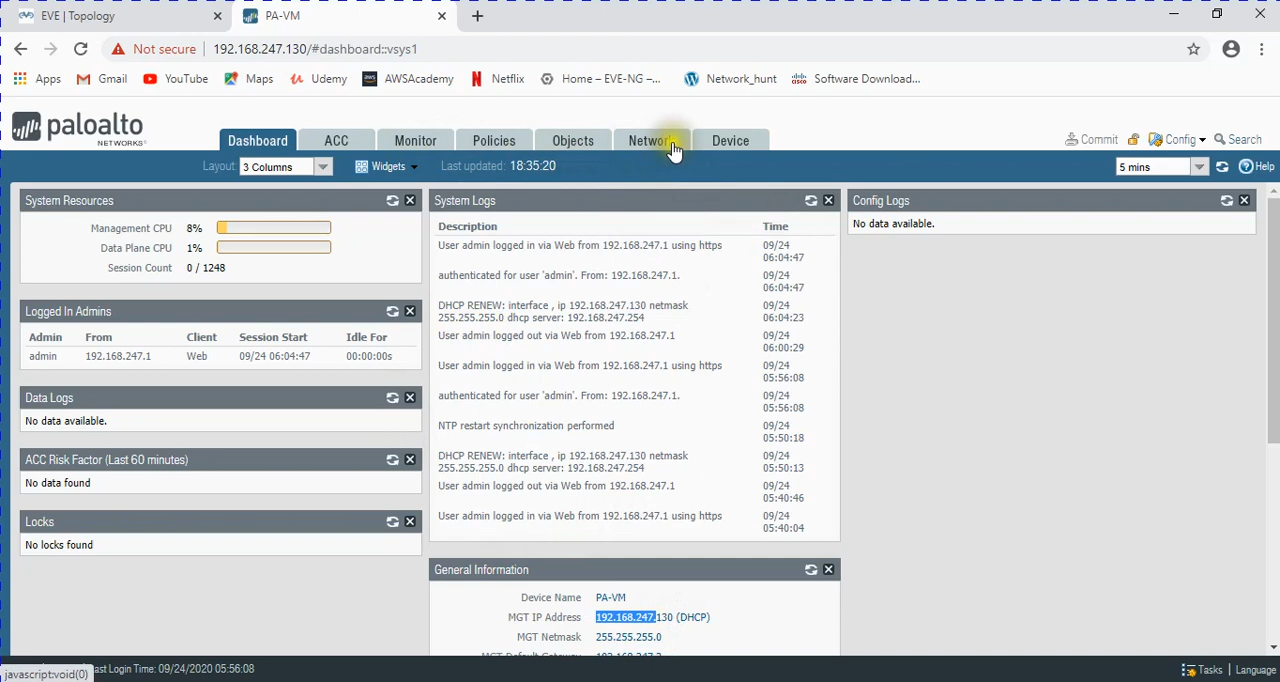 EVE | Topology
PA-VM
Not secure
192.168.247.130/#dashboard::vsys1
Apps
Gmail
YouTube
Maps
Udemy
AWSAcademy
Netflix
Home – EVE-NG –...
Network_hunt
Software Download...
paloalto
NETWORKS
Dashboard
ACC
Monitor
Policies
Objects
Network
Device
Commit
Config
Search
Layout: 3 Columns
Widgets
Last updated: 18:35:20
5 mins
Help
System Resources
Management CPU 8%
Data Plane CPU 1%
Session Count 0 / 1248
Logged In Admins
Admin From Client Session Start Idle For
admin 192.168.247.1 Web 09/24 06:04:47 00:00:00s
Data Logs
No data available.
ACC Risk Factor (Last 60 minutes)
No data found
Locks
No locks found
System Logs
Description Time
User admin logged in via Web from 192.168.247.1 using https 09/24
06:04:47
authenticated for user 'admin'. From: 192.168.247.1. 09/24
06:04:47
DHCP RENEW: interface , ip 192.168.247.130 netmask 09/24
255.255.255.0 dhcp server: 192.168.247.254 06:04:23
User admin logged out via Web from 192.168.247.1 09/24
06:00:29
User admin logged in via Web from 192.168.247.1 using https 09/24
05:56:08
authenticated for user 'admin'. From: 192.168.247.1. 09/24
05:56:08
NTP restart synchronization performed 09/24
05:50:18
DHCP RENEW: interface , ip 192.168.247.130 netmask 09/24
255.255.255.0 dhcp server: 192.168.247.254 05:50:13
User admin logged out via Web from 192.168.247.1 09/24
05:40:46
User admin logged in via Web from 192.168.247.1 using https 09/24
05:40:04
General Information
Device Name PA-VM
MGT IP Address 192.168.247.130 (DHCP)
MGT Netmask 255.255.255.0
MGT Default Gateway 192.168.247.2
Config Logs
No data available.
javascript:void(0)
ast Login Time: 09/24/2020 05:56:08
Tasks
Language